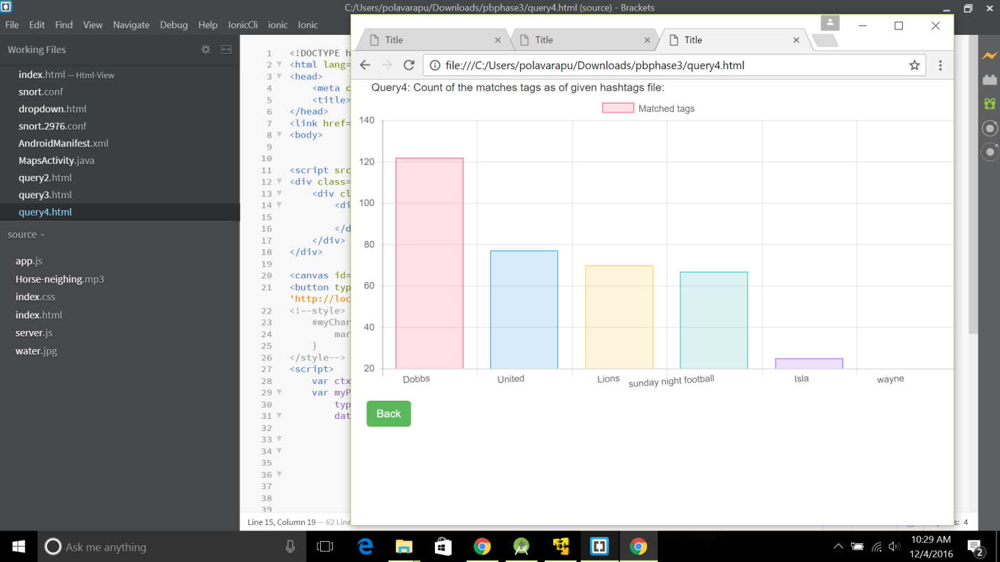 C:/Users/polavarapu/Downloads/pbphase3/query4.html (source) - Brackets
File Edit Find View Navigate Debug Help IonicCli ionic Ionic
Working Files
index.html — Html-View
snort.conf
dropdown.html
snort.2976.conf
AndroidManifest.xml
MapsActivity.java
query2.html
query3.html
query4.html
source
app.js
Horse-neighing.mp3
index.css
index.html
server.js
water.jpg
1 <!DOCTYPE h
2 <html lang=
3 <head>
4 <meta c
5 <title>
6 </head>
7 <link href=
8 <body>
9
10
11 <script src
12 <div class=
13 <div cl
14 <di
15
16 </d
17 </div>
18 </div>
19
20 <canvas id=
21 <button typ
'http://loc
22 <!--style>
23 #myChar
24 mar
25 }
26 </style-->
27 <script>
28 var ctx
29 var myP
30 typ
31 dat
32
33
34
35
36
37
38
39
Line 15, Column 19 — 62 Line
s: 4
Title Title Title
file:///C:/Users/polavarapu/Downloads/pbphase3/query4.html
Query4: Count of the matches tags as of given hashtags file:
Matched tags
140
120
100
80
60
40
20
Dobbs United Lions sunday night football Isla wayne
Back
Ask me anything
10:29 AM
12/4/2016
2